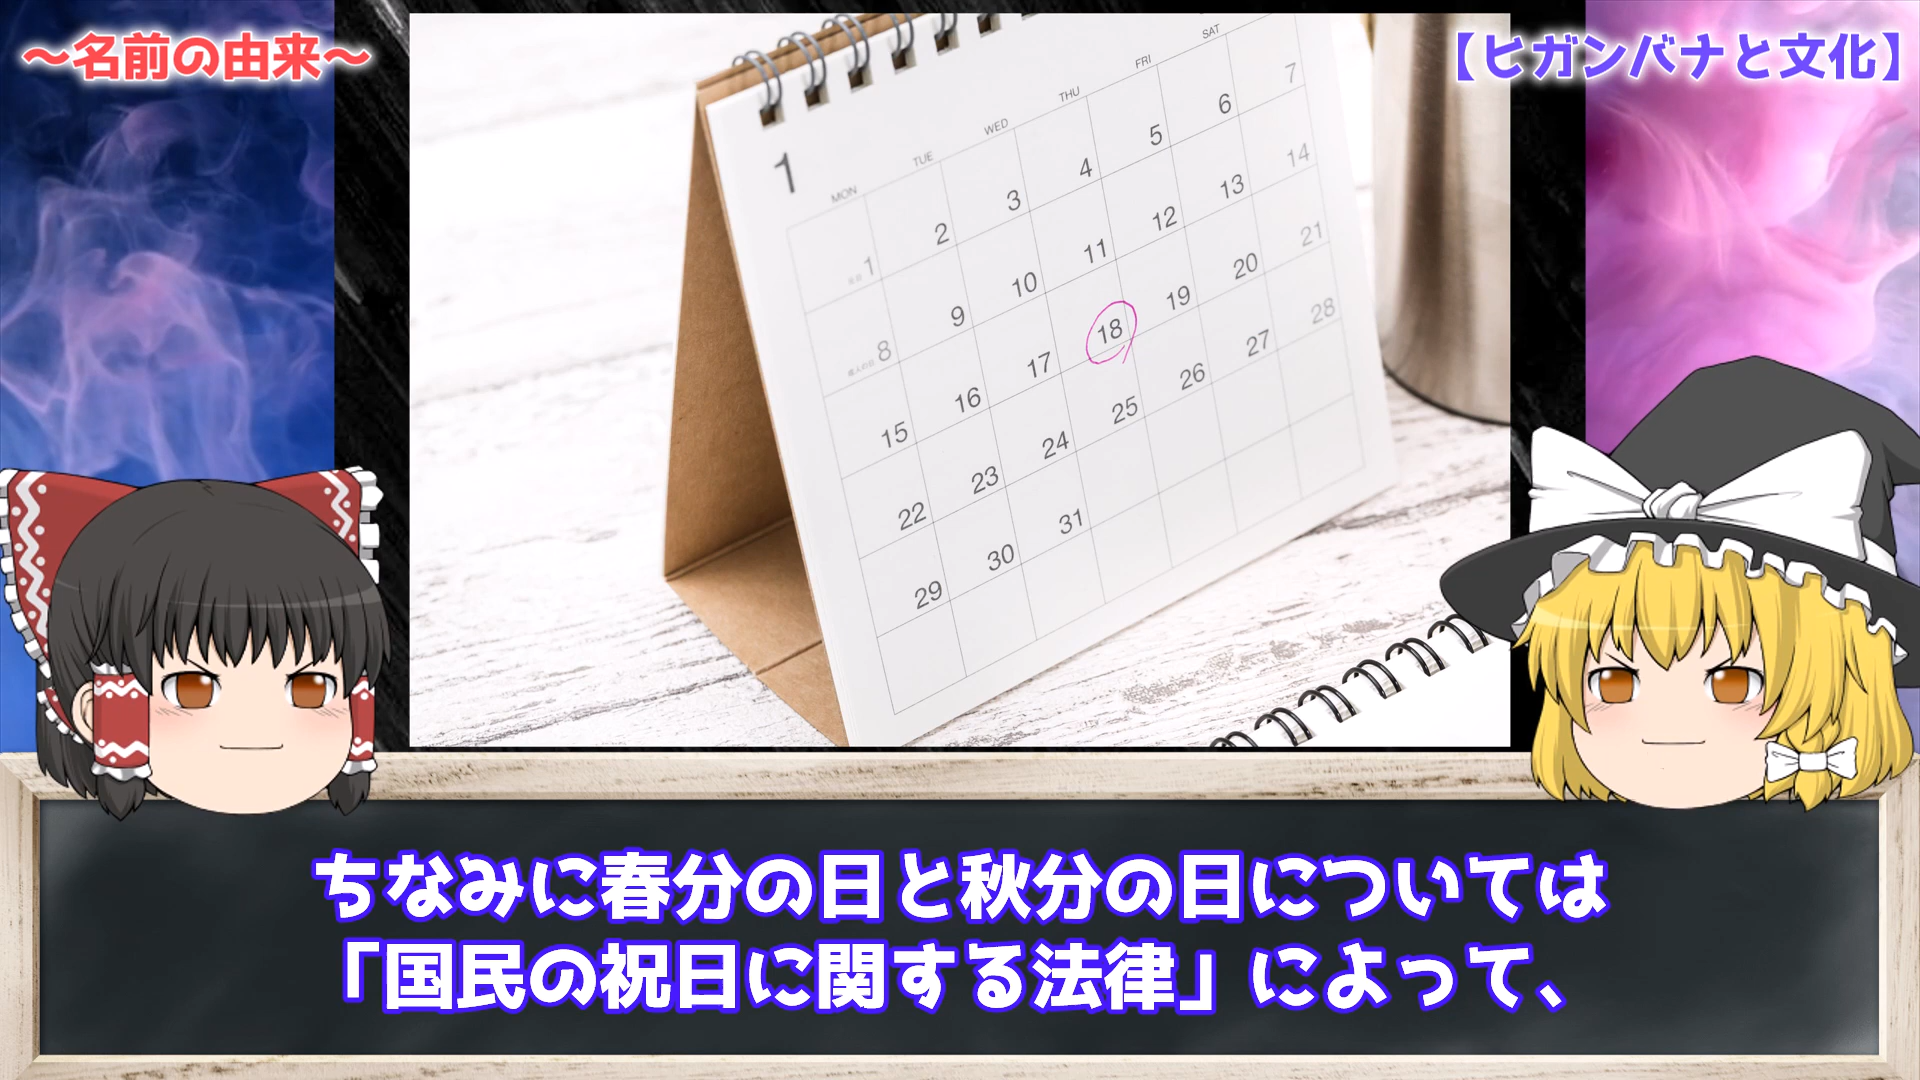 〜名前の由来〜
【ヒガンバナと文化】
1
MON TUE WED THU FRI SAT
1 2 3 4 5 6 7
8 9 10 11 12 13 14
15 16 17 18 19 20 21
22 23 24 25 26 27 28
29 30 31
ちなみに春分の日と秋分の日については
「国民の祝日に関する法律」によって、